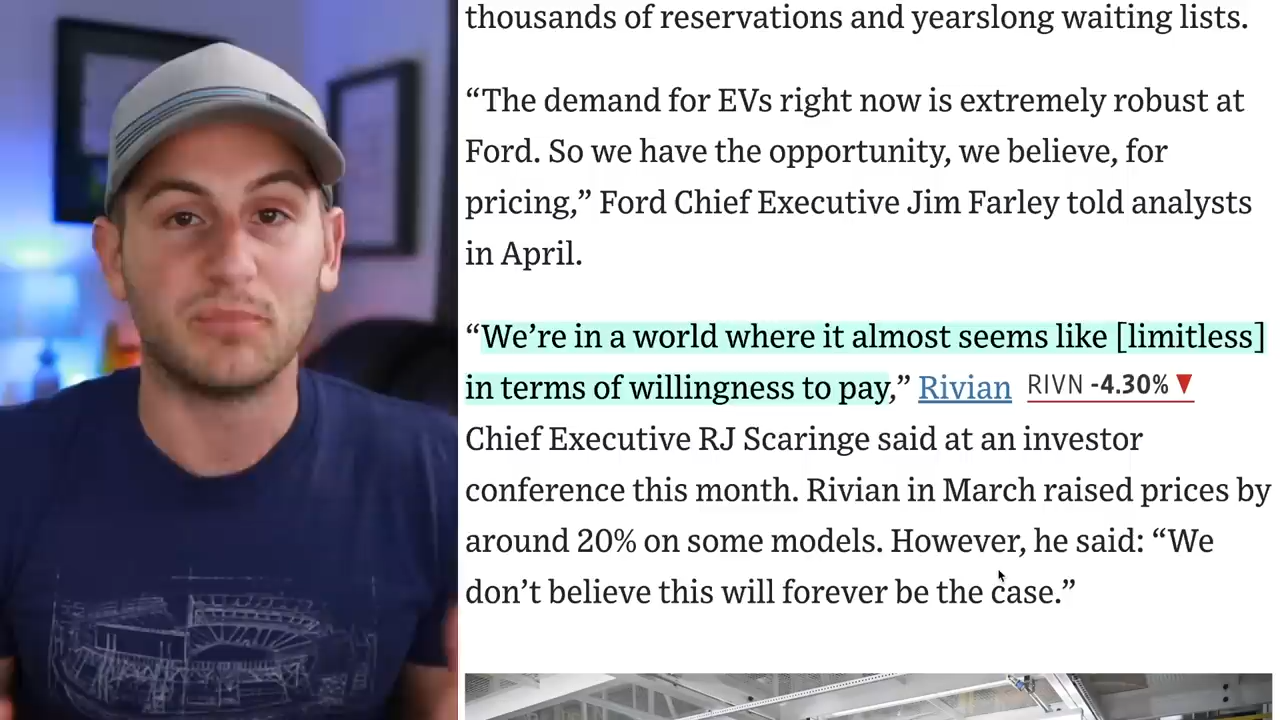 thousands of reservations and yearslong waiting lists.
“The demand for EVs right now is extremely robust at
Ford. So we have the opportunity, we believe, for
pricing,” Ford Chief Executive Jim Farley told analysts
in April.
“We’re in a world where it almost seems like [limitless]
in terms of willingness to pay,” Rivian RIVN -4.30% ▼
Chief Executive RJ Scaringe said at an investor
conference this month. Rivian in March raised prices by
around 20% on some models. However, he said: “We
don’t believe this will forever be the case.”